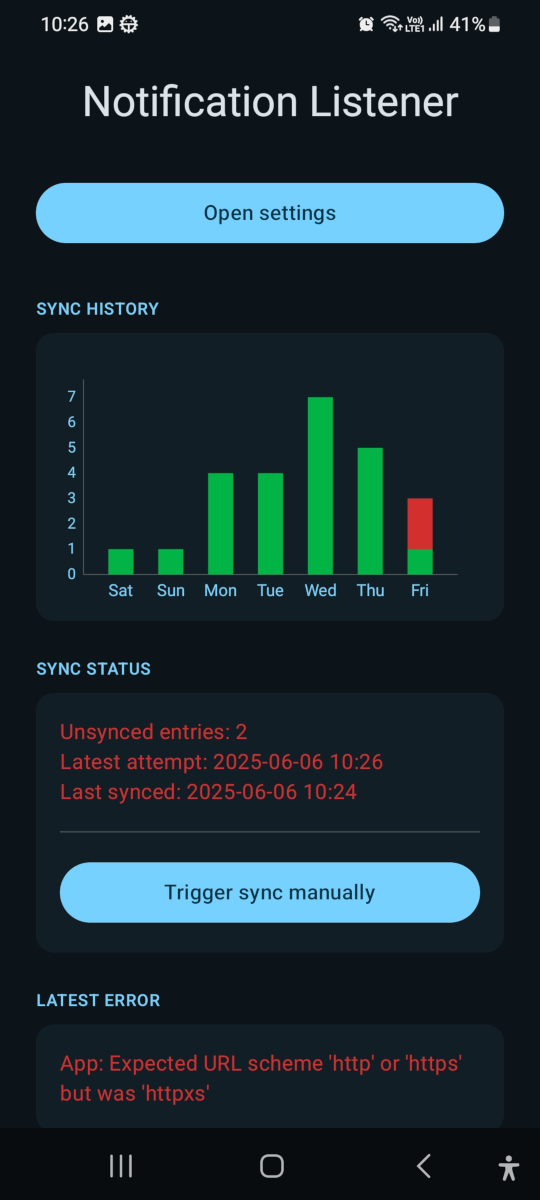 10:26
Vo)) LTE1 41%
Notification Listener
Open settings
SYNC HISTORY
7
6
5
4
3
2
1
0
Sat Sun Mon Tue Wed Thu Fri
SYNC STATUS
Unsynced entries: 2
Latest attempt: 2025-06-06 10:26
Last synced: 2025-06-06 10:24
Trigger sync manually
LATEST ERROR
App: Expected URL scheme 'http' or 'https'
but was 'httpxs'